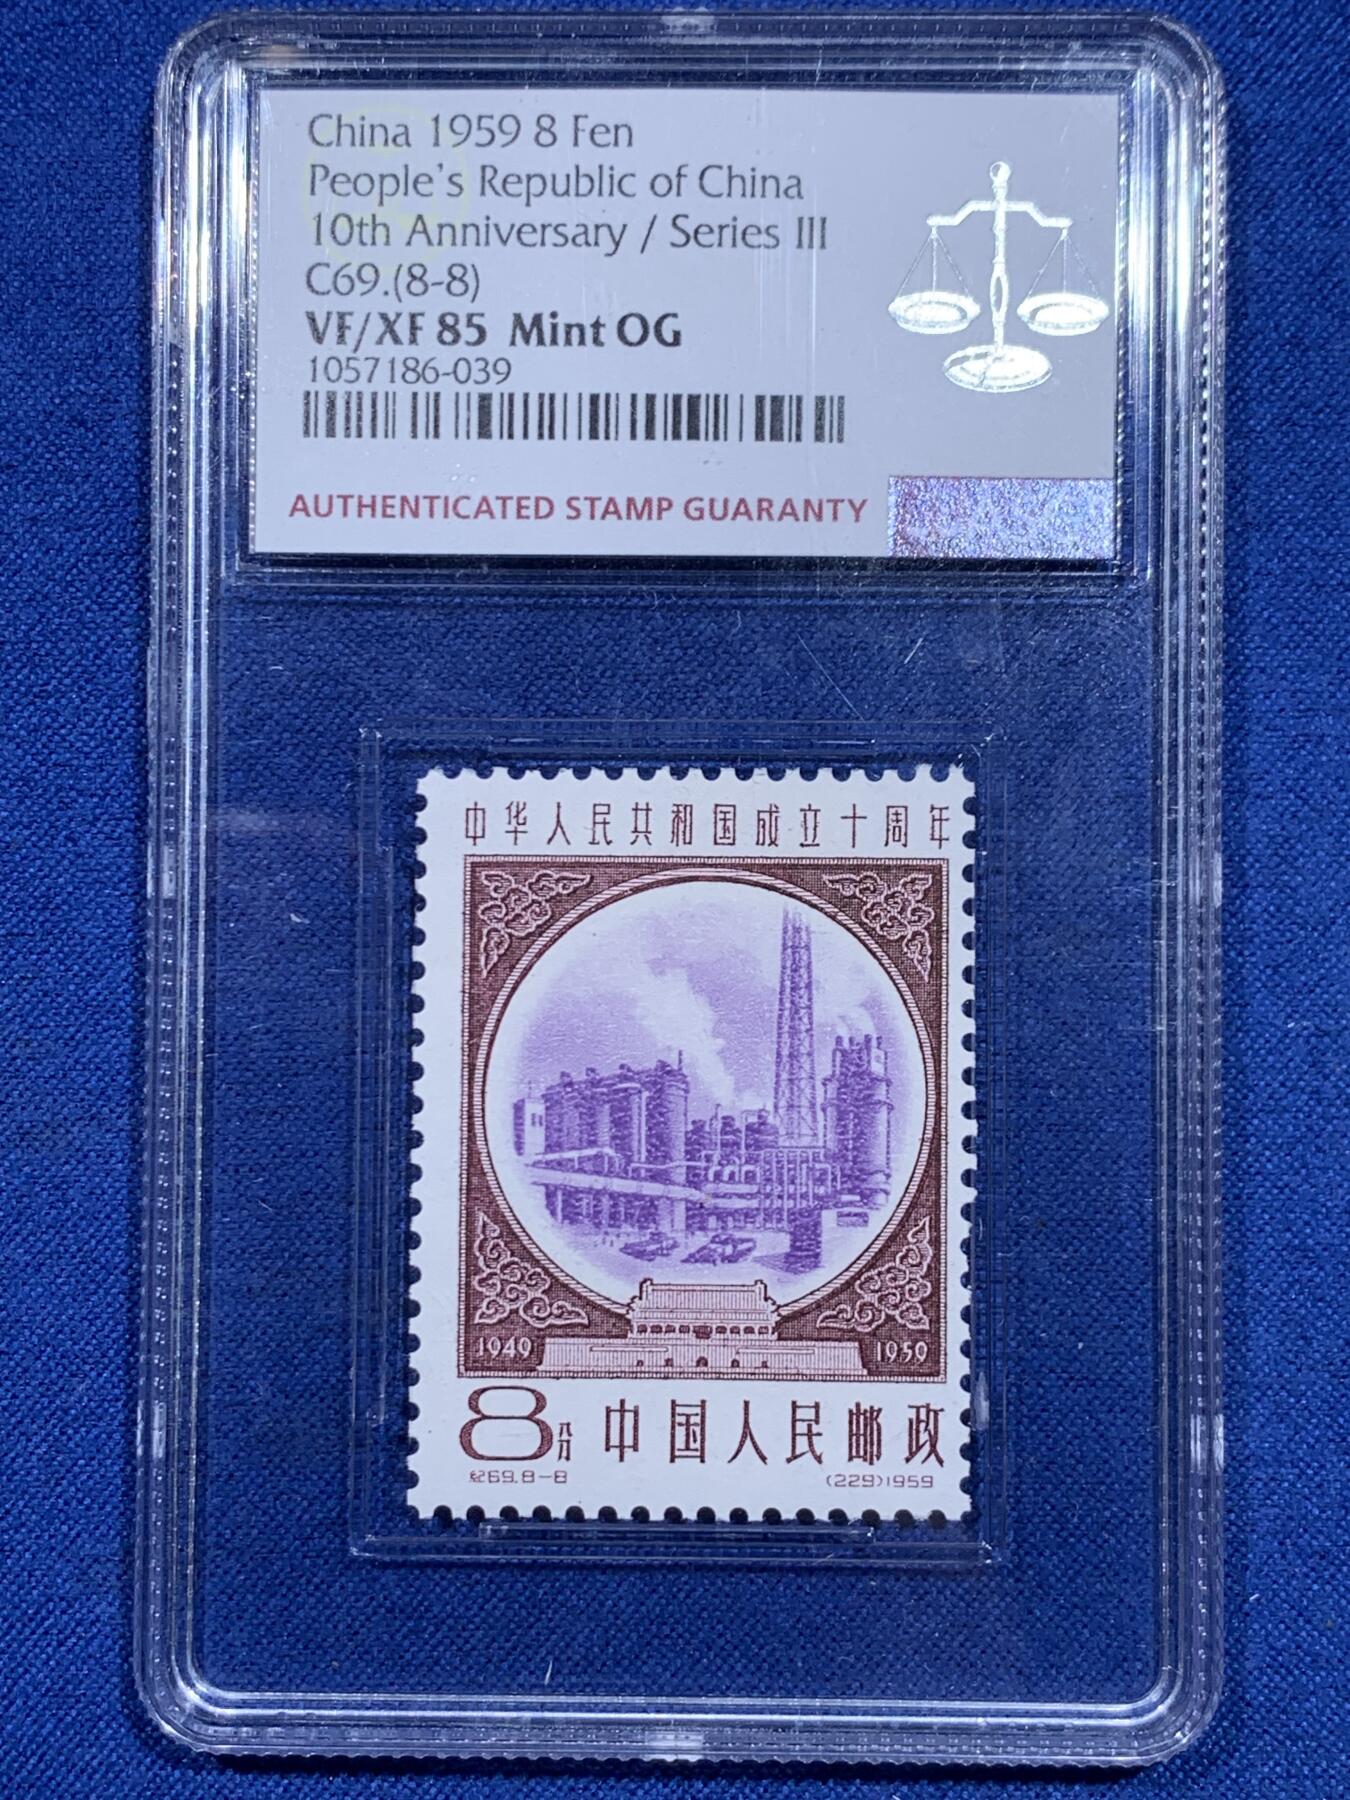 China 1959 8 Fen
People's Republic of China
10th Anniversary / Series III
C69.(8-8)
VF/XF 85 Mint OG
1057186-039
AUTHENTICATED STAMP GUARANTY
中华人民共和国成立十周年
1949 1959
8 八分 中国人民邮政
紀69.8-8 (229)1959